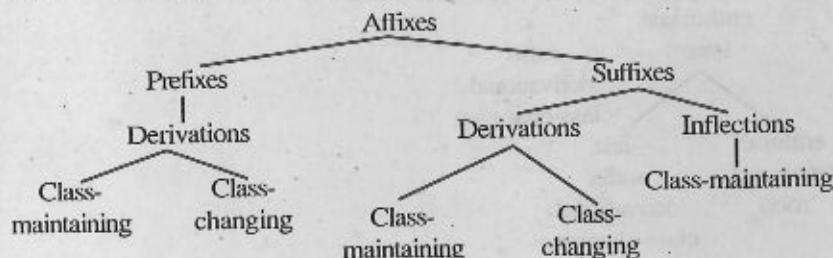 Affixes
Prefixes Suffixes
Derivations Derivations Inflections
Class-maintaining
Class-
maintaining
Class-
changing
Class-
maintaining
Class-
changing